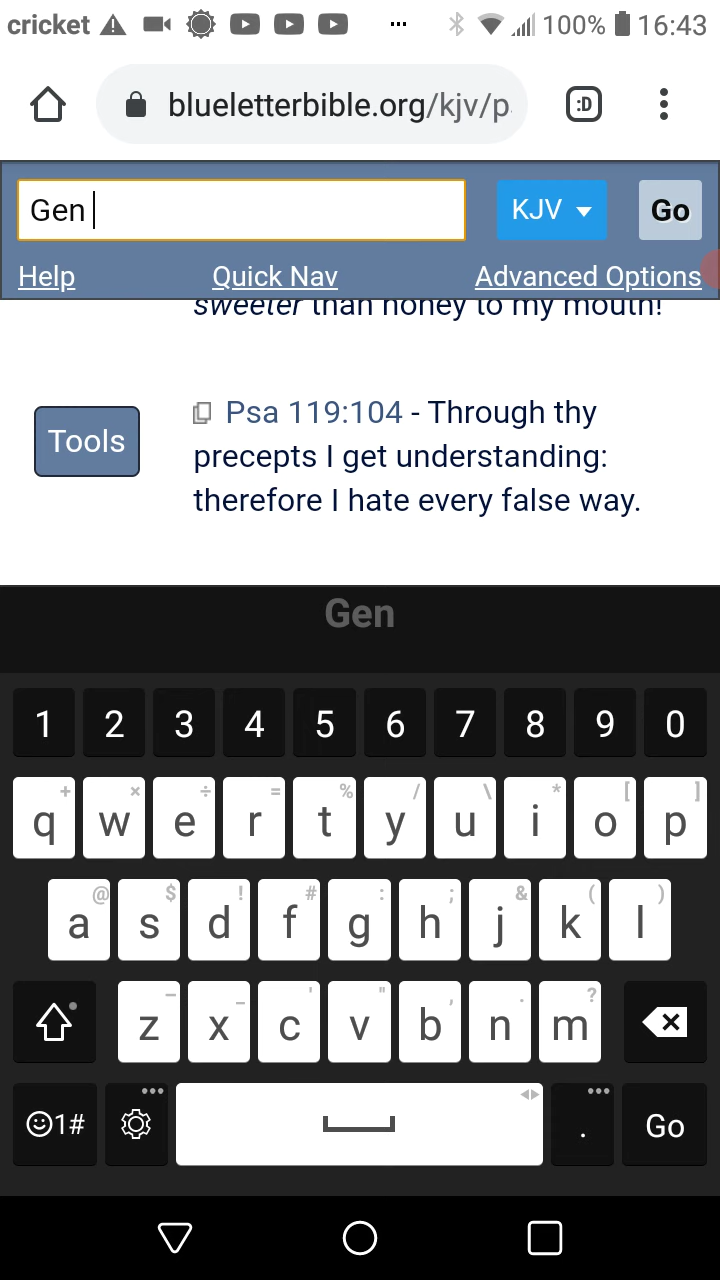 cricket ... 100% 16:43
:D
blueletterbible.org/kjv/p
Gen
KJV Go
Help Quick Nav Advanced Options
sweeter than honey to my mouth!
Psa 119:104 - Through thy
Tools
precepts I get understanding:
therefore I hate every false way.
Gen
1 2 3 4 5 6 7 8 9 0
+ × ÷ = % / \ * [ ]
q w e r t y u i o p
@ $ ! # : ; & ( )
a s d f g h j k l
– _ ' " , . ?
z x c v b n m
1# . Go